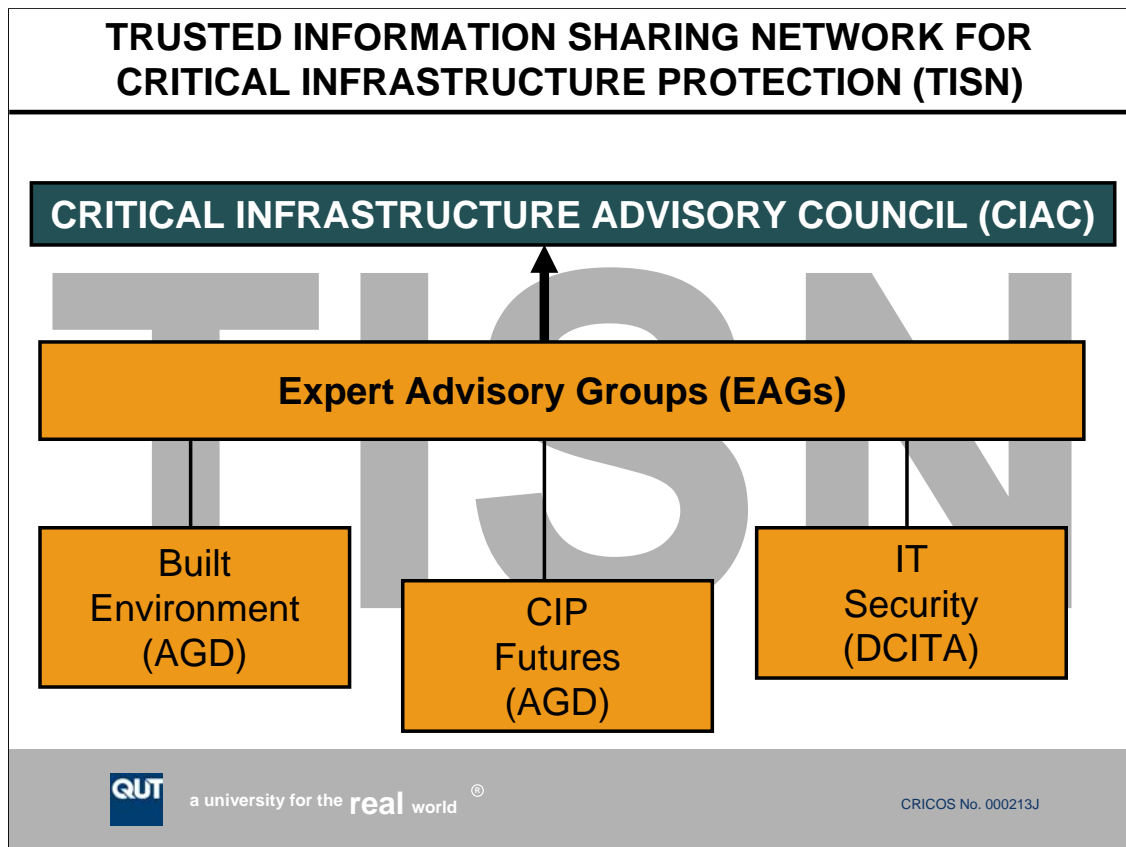 TRUSTED INFORMATION SHARING NETWORK FOR
CRITICAL INFRASTRUCTURE PROTECTION (TISN)
CRITICAL INFRASTRUCTURE ADVISORY COUNCIL (CIAC)
TISN
Expert Advisory Groups (EAGs)
Built
Environment
(AGD)
CIP
Futures
(AGD)
IT
Security
(DCITA)
QUT
a university for the real world ®
CRICOS No. 000213J